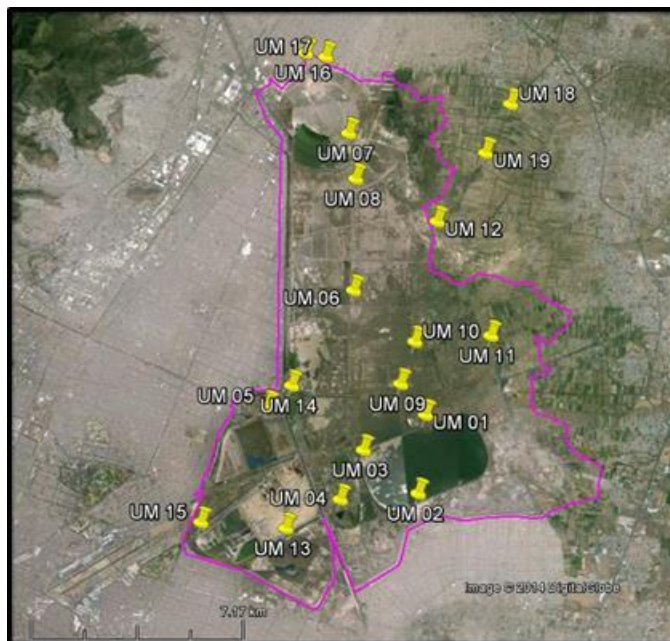 UM 17
UM 16
UM 18
UM 07
UM 19
UM 08
UM 12
UM 06
UM 10
UM 11
UM 05
UM 14
UM 09
UM 01
UM 03
UM 04
UM 02
UM 15
UM 13
Image © 2014 DigitalGlobe
7.17 km